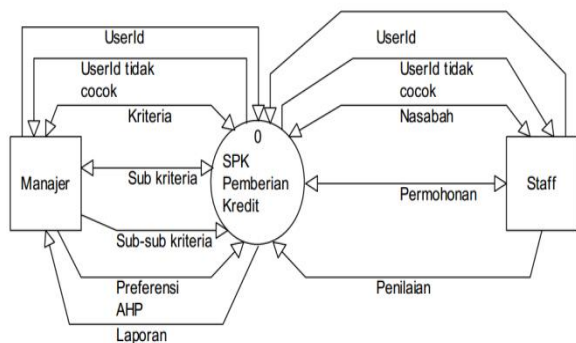 UserId
UserId tidak
cocok
Kriteria
Manajer
Sub kriteria
Sub-sub kriteria
Preferensi
AHP
Laporan
0
SPK
Pemberian
Kredit
UserId
UserId tidak
cocok
Nasabah
Permohonan
Staff
Penilaian